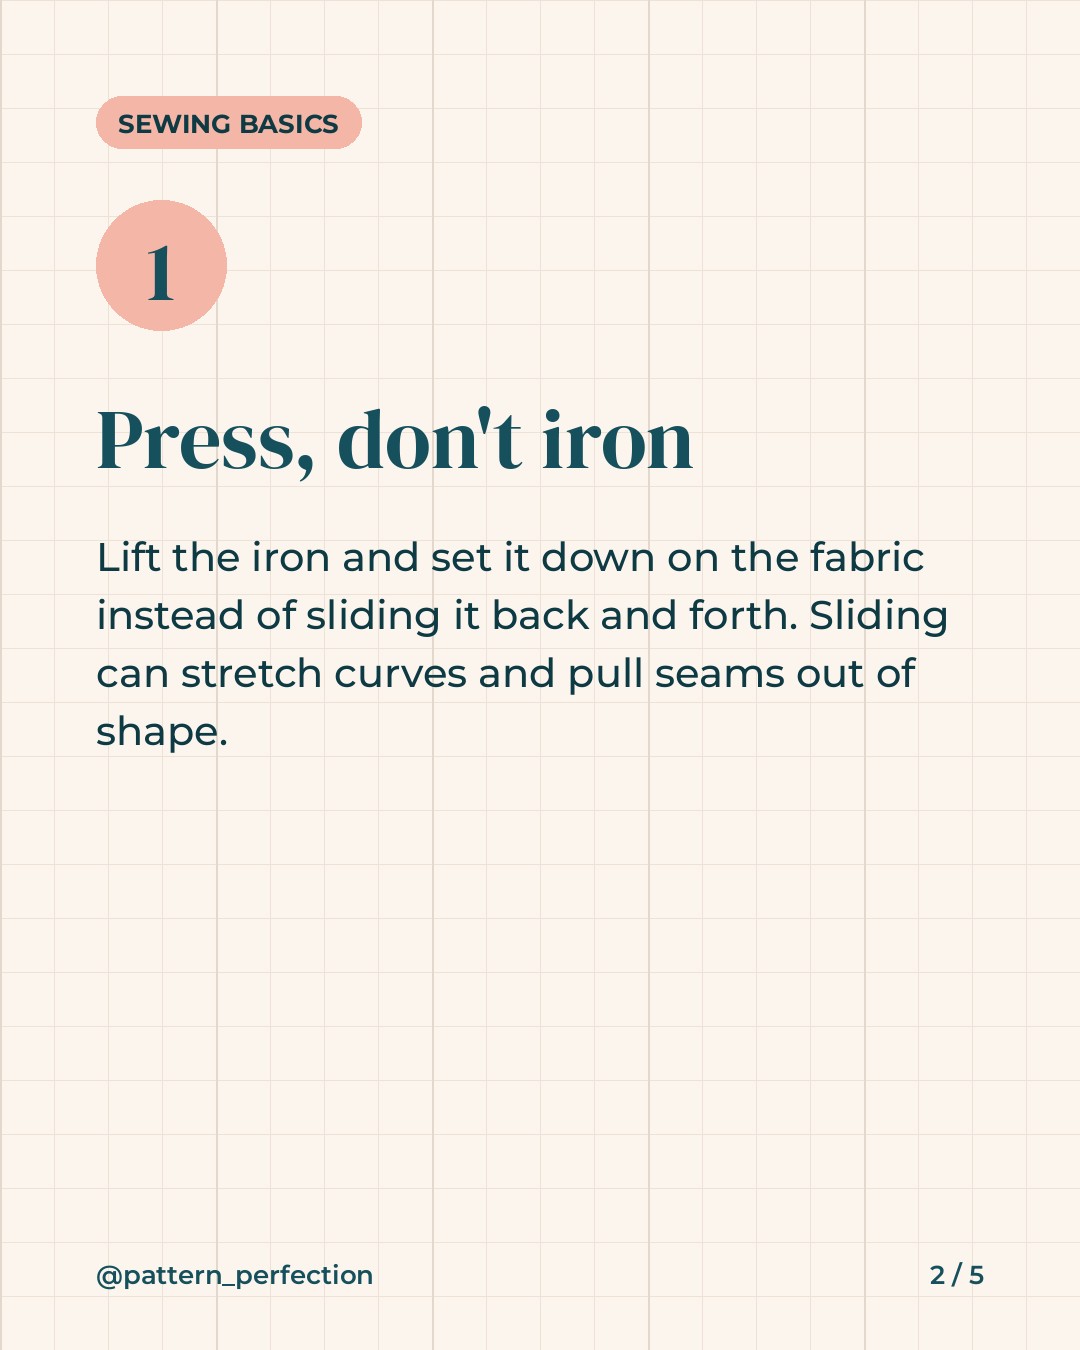 SEWING BASICS
1
Press, don't iron
Lift the iron and set it down on the fabric
instead of sliding it back and forth. Sliding
can stretch curves and pull seams out of
shape.
@pattern_perfection
2 / 5